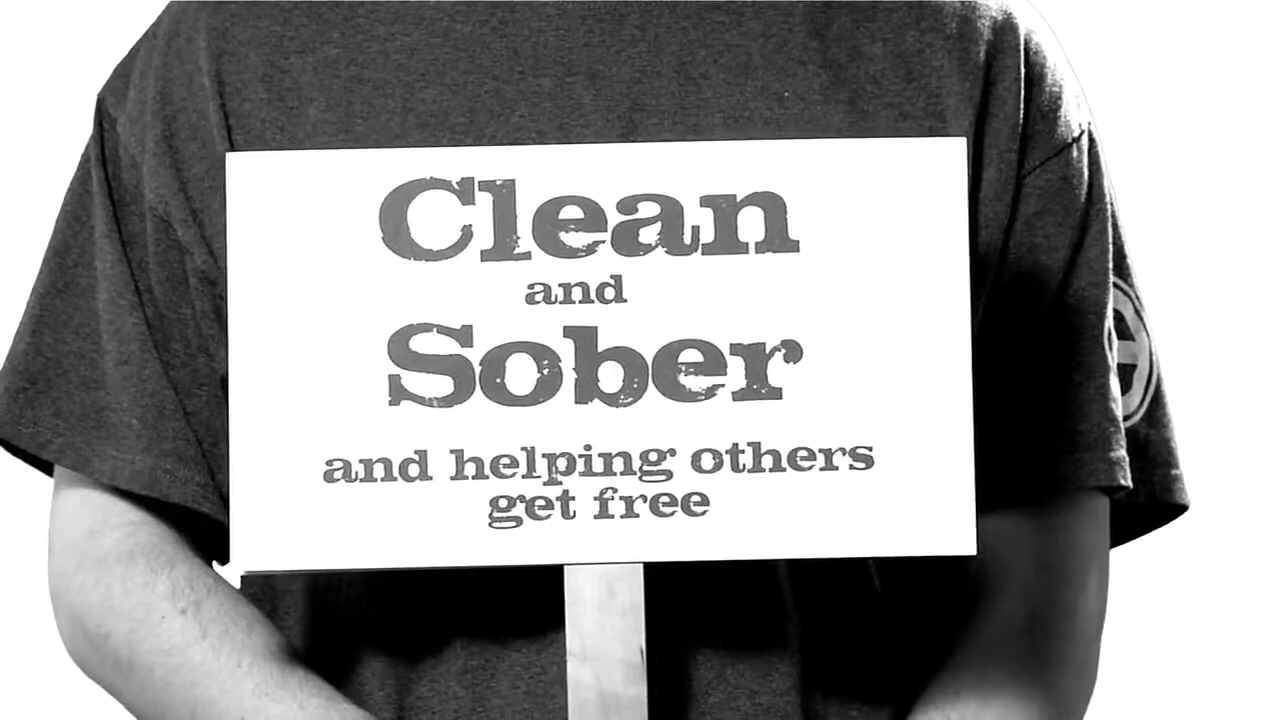 Clean
and
Sober
and helping others
get free